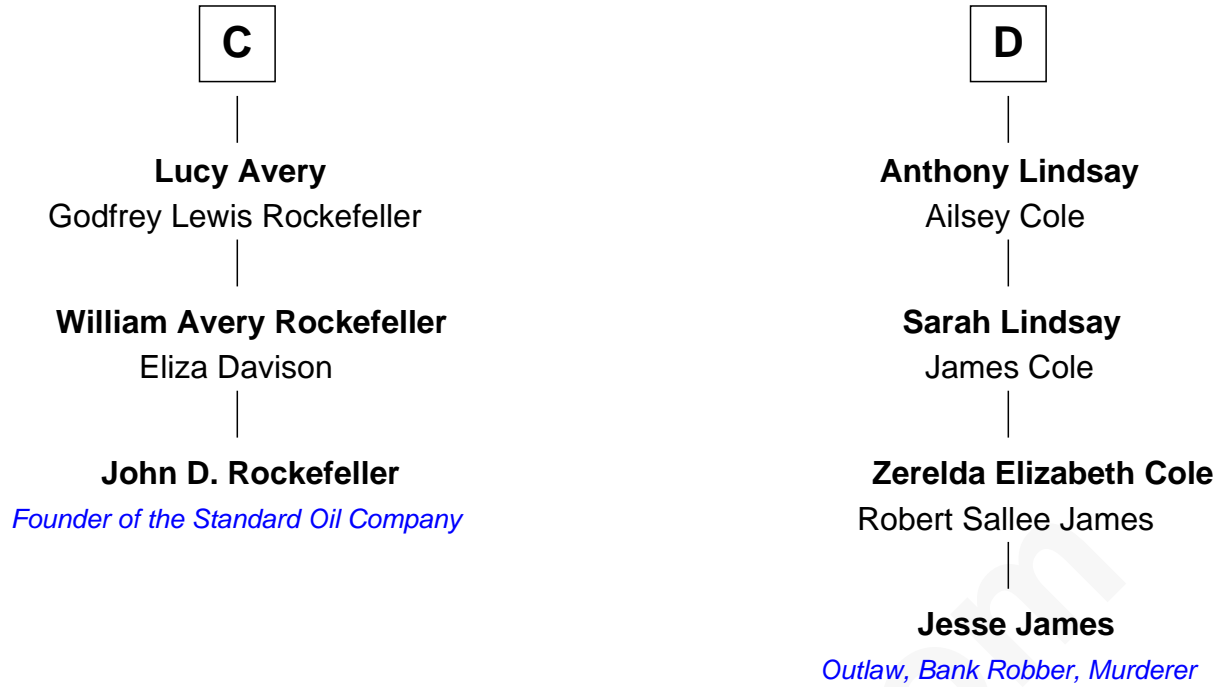 C
Lucy Avery
Godfrey Lewis Rockefeller
William Avery Rockefeller
Eliza Davison
John D. Rockefeller
Founder of the Standard Oil Company
D
Anthony Lindsay
Ailsey Cole
Sarah Lindsay
James Cole
Zerelda Elizabeth Cole
Robert Sallee James
Jesse James
Outlaw, Bank Robber, Murderer